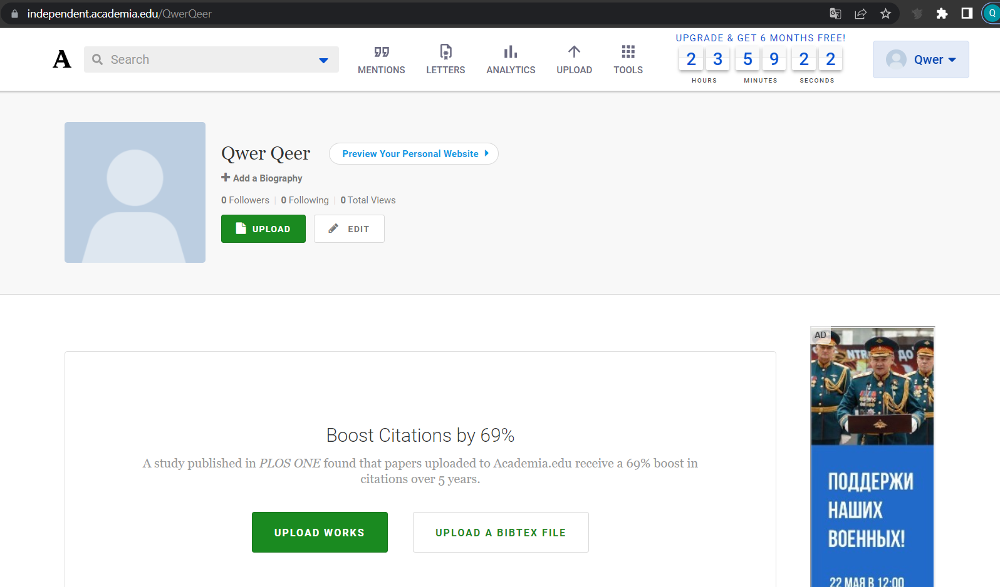 independent.academia.edu/QwerQeer
Q
A
Search
MENTIONS
LETTERS
ANALYTICS
UPLOAD
TOOLS
UPGRADE & GET 6 MONTHS FREE!
2 3 5 9 2 2
HOURS MINUTES SECONDS
Qwer
Qwer Qeer
Preview Your Personal Website
Add a Biography
0 Followers | 0 Following | 0 Total Views
UPLOAD
EDIT
Boost Citations by 69%
A study published in PLOS ONE found that papers uploaded to Academia.edu receive a 69% boost in
citations over 5 years.
UPLOAD WORKS
UPLOAD A BIBTEX FILE
AD
ПОДДЕРЖИ
НАШИХ
ВОЕННЫХ!
22 МАЯ В 12:00